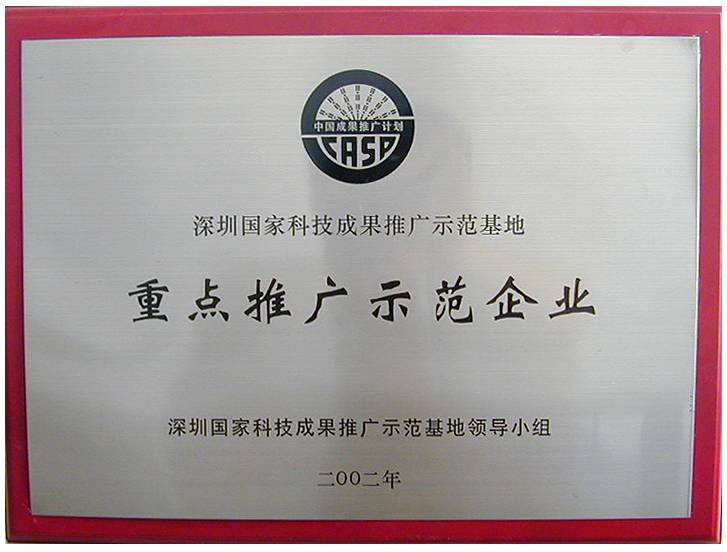 中国成果推广计划
CASP
深圳国家科技成果推广示范基地
重点推广示范企业
深圳国家科技成果推广示范基地领导小组
二OO二年